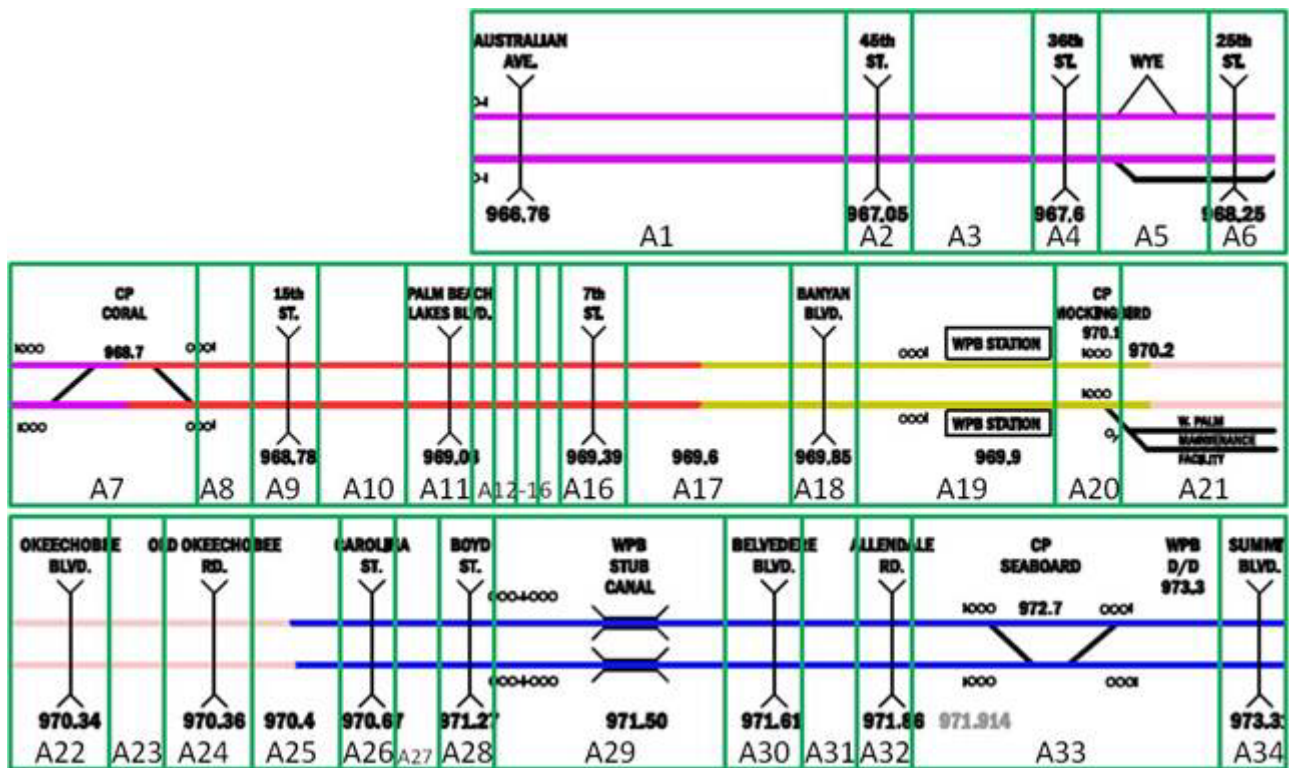 AUSTRALIAN AVE.
45th ST.
36th ST.
WYE
25th ST.
966.76
967.05
967.6
968.25
A1
A2
A3
A4
A5
A6
CP CORAL
15th ST.
PALM BEACH LAKES BLVD.
7th ST.
BANYAN BLVD.
CP MOCKINGBIRD
968.7
WPB STATION
970.1
970.2
WPB STATION
W. PALM
MAINTENANCE
FACILITY
968.78
969.39
969.6
969.85
969.9
A7
A8
A9
A10
A11
A12-16
A16
A17
A18
A19
A20
A21
OKEECHOBEE BLVD.
OLD OKEECHOBEE RD.
CAROLINA ST.
BOYD ST.
WPB STUB CANAL
BELVEDERE BLVD.
ALLENDALE RD.
CP SEABOARD
WPB D/D
973.3
SUMMI
BLVD.
972.7
970.34
970.36
970.4
970.67
971.27
971.50
971.61
971.86
971.914
973.3
A22
A23
A24
A25
A26
A27
A28
A29
A30
A31
A32
A33
A34